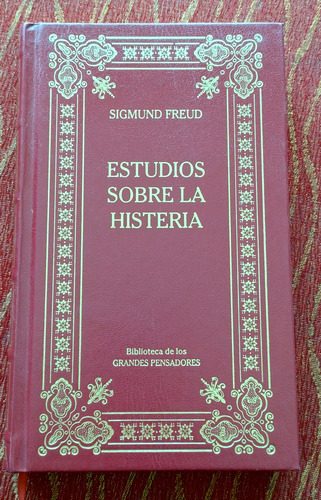 SIGMUND FREUD
ESTUDIOS
SOBRE LA
HISTERIA
Biblioteca de los
GRANDES PENSADORES